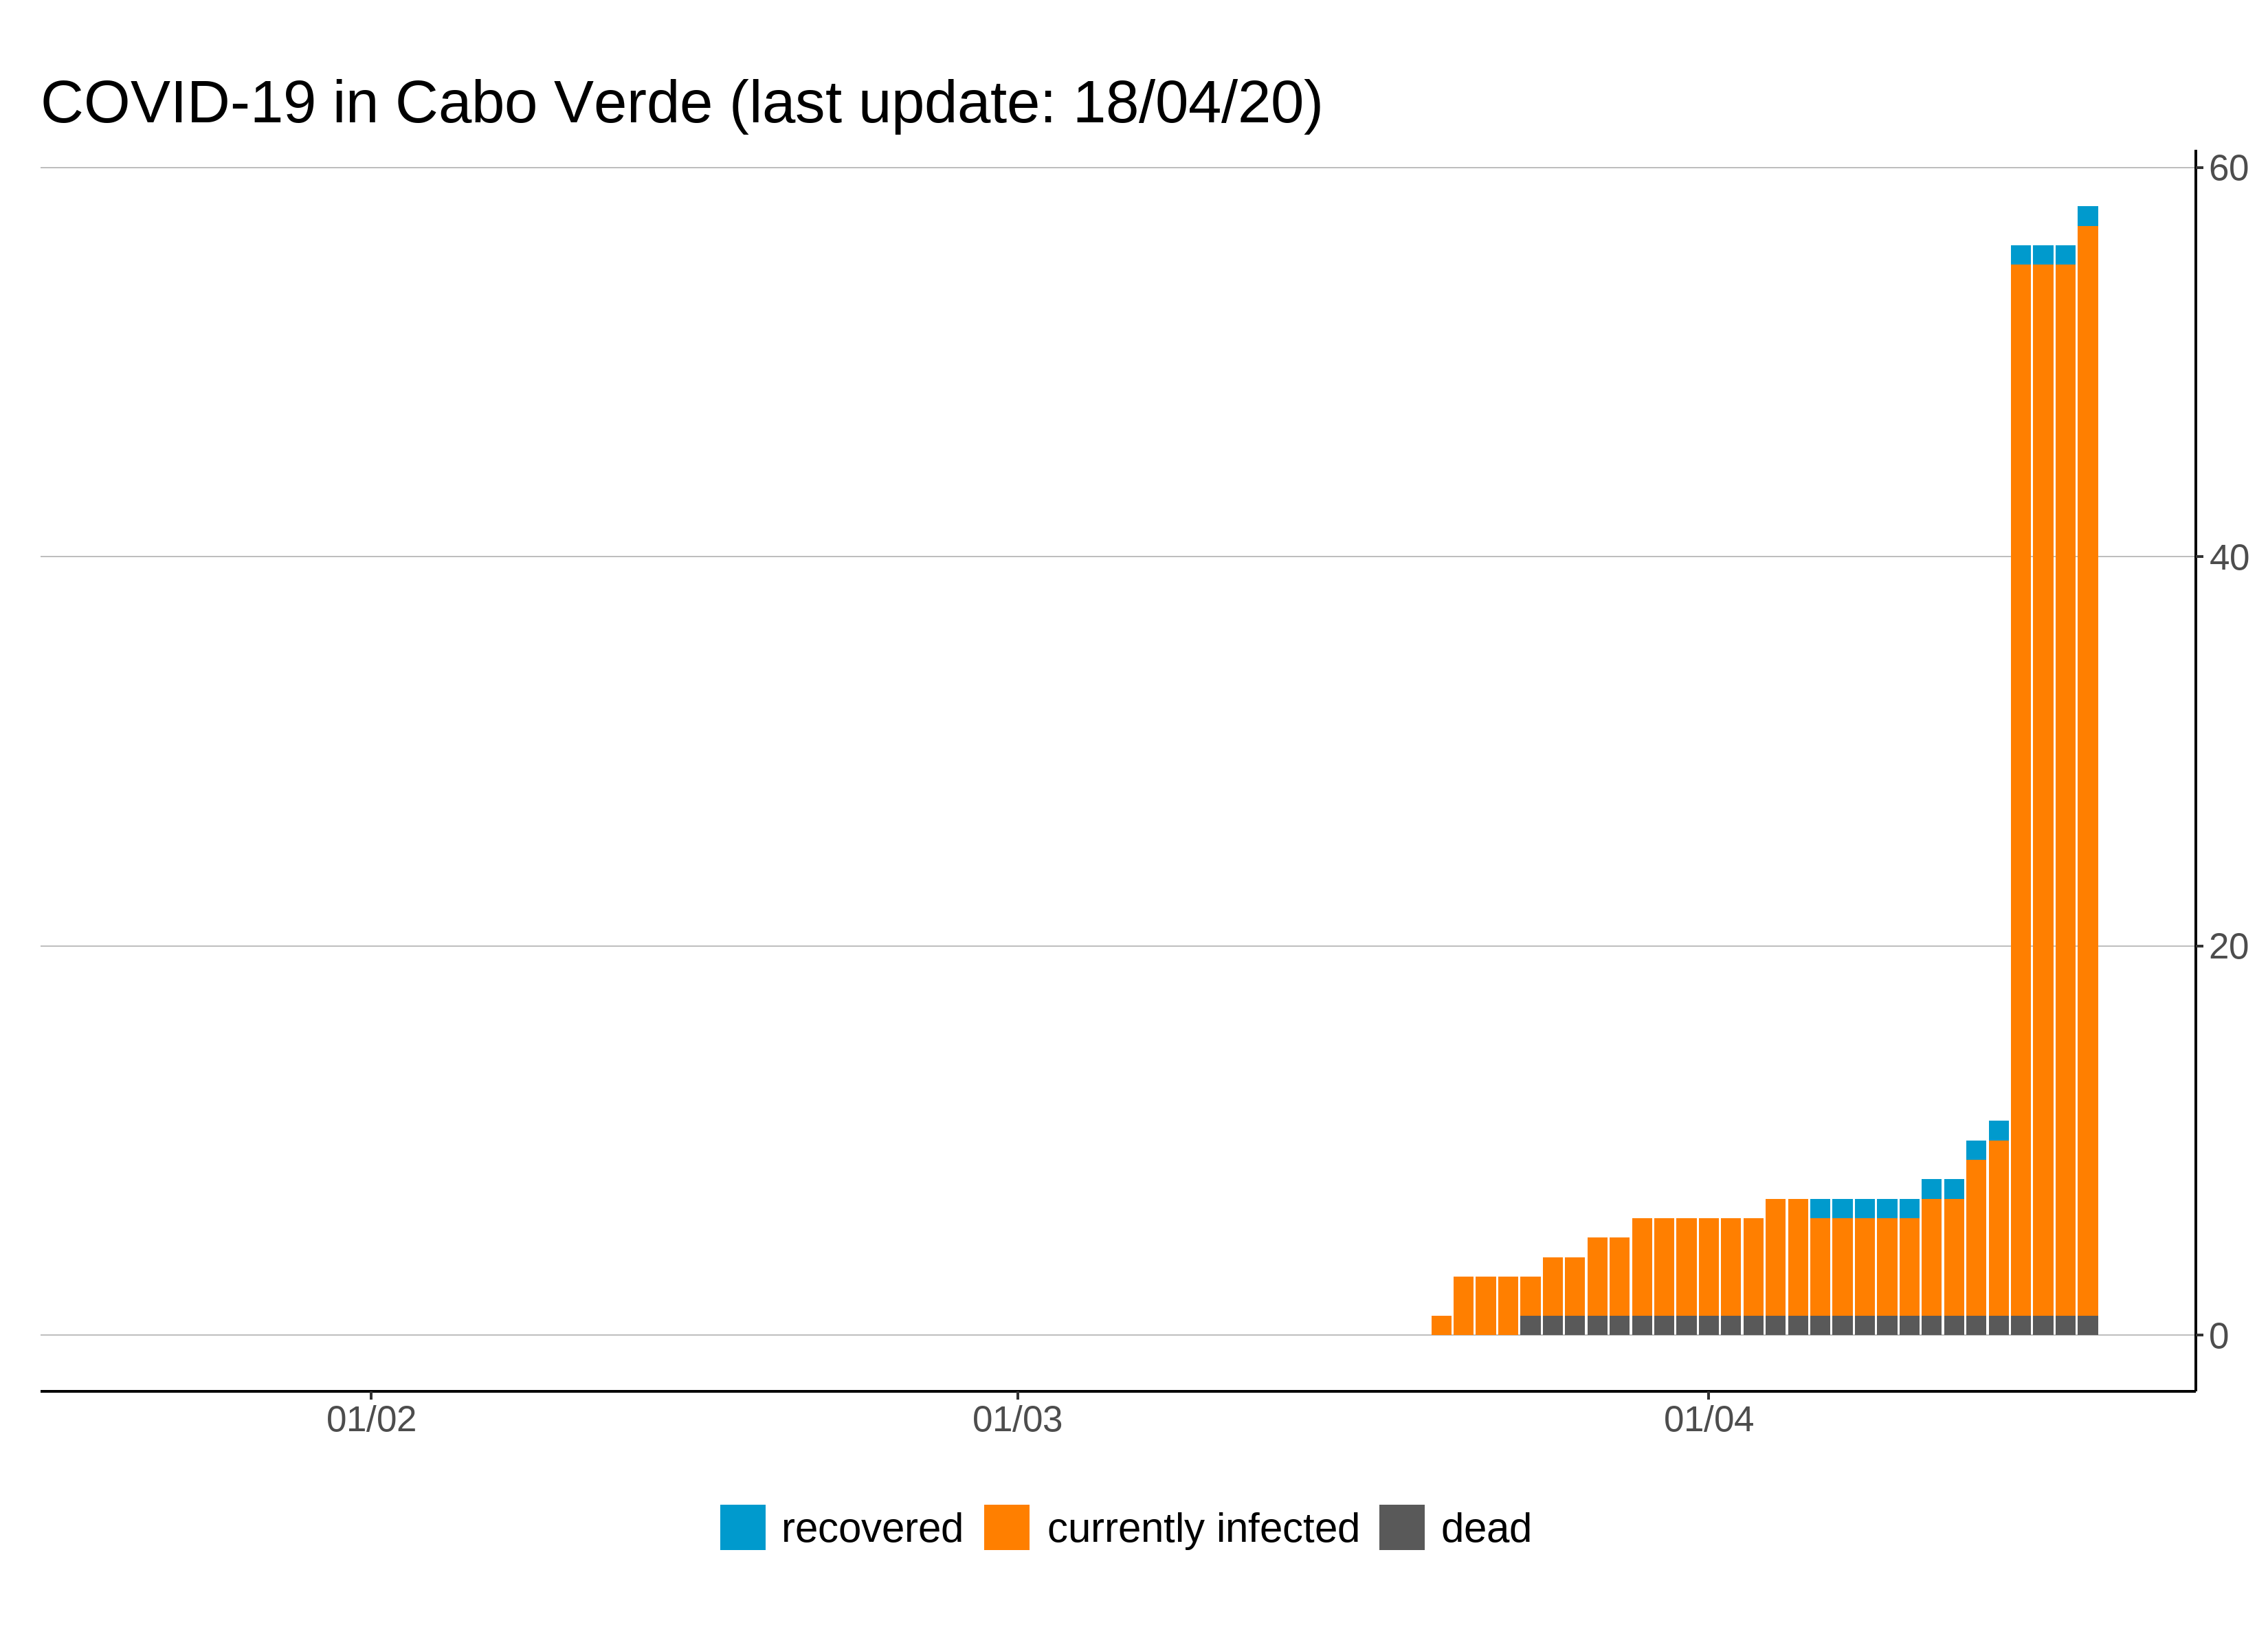 COVID-19 in Cabo Verde (last update: 18/04/20)
60
40
20
0
01/02 01/03 01/04
recovered currently infected dead